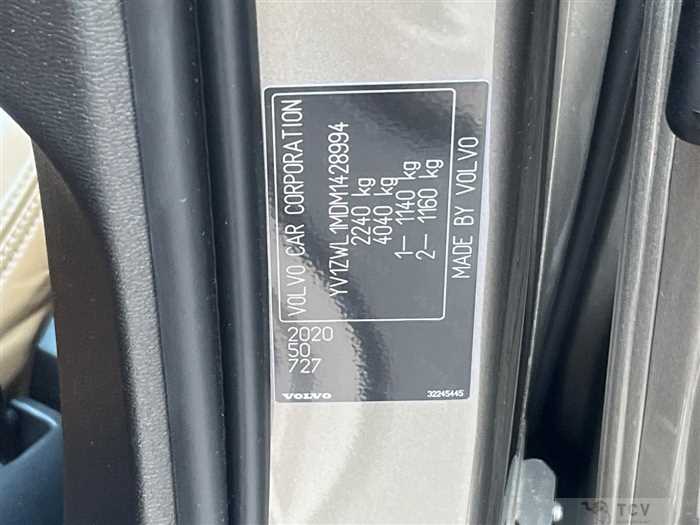 VOLVO CAR CORPORATION
YV1ZWL1MDM1428994
2240 kg
4040 kg
1– 1140 kg
2– 1160 kg
MADE BY VOLVO
2020
50
727
VOLVO
32245445
TCV